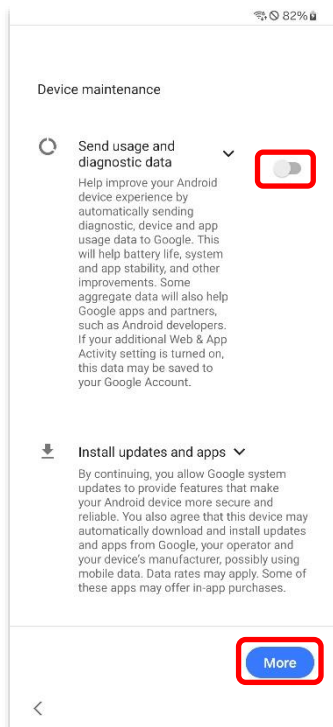 82%
Device maintenance
Send usage and
diagnostic data
Help improve your Android
device experience by
automatically sending
diagnostic, device and app
usage data to Google. This
will help battery life, system
and app stability, and other
improvements. Some
aggregate data will also help
Google apps and partners,
such as Android developers.
If your additional Web & App
Activity setting is turned on,
this data may be saved to
your Google Account.
Install updates and apps
By continuing, you allow Google system
updates to provide features that make
your Android device more secure and
reliable. You also agree that this device may
automatically download and install updates
and apps from Google, your operator and
your device's manufacturer, possibly using
mobile data. Data rates may apply. Some of
these apps may offer in-app purchases.
More